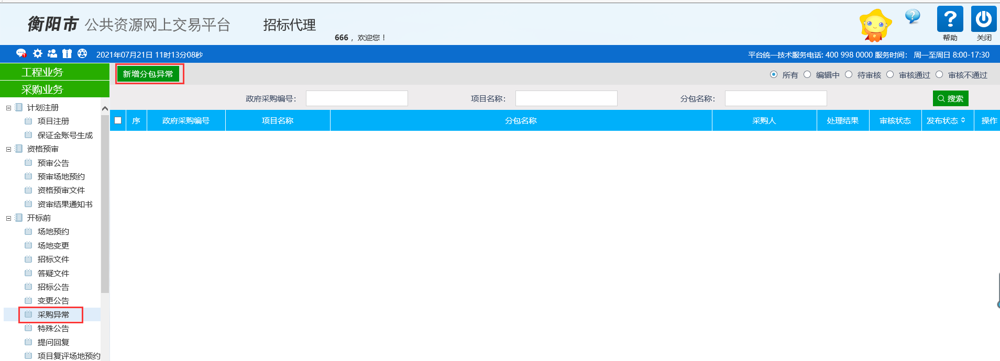 衡阳市 公共资源网上交易平台 招标代理
666 ，欢迎您！
帮助 关闭
2021年07月21日 11时13分08秒 平台统一技术服务电话: 400 998 0000 服务时间： 周一至周日 8:00-17:30
工程业务
采购业务
新增分包异常 所有 编辑中 待审核 审核通过 审核不通过
政府采购编号： 项目名称： 分包名称： 搜索
序 政府采购编号 项目名称 分包名称 采购人 处理结果 审核状态 发布状态 操作
计划注册
项目注册
保证金账号生成
资格预审
预审公告
预审场地预约
资格预审文件
资审结果通知书
开标前
场地预约
场地变更
招标文件
答疑文件
招标公告
变更公告
采购异常
特殊公告
提问回复
项目复评场地预约